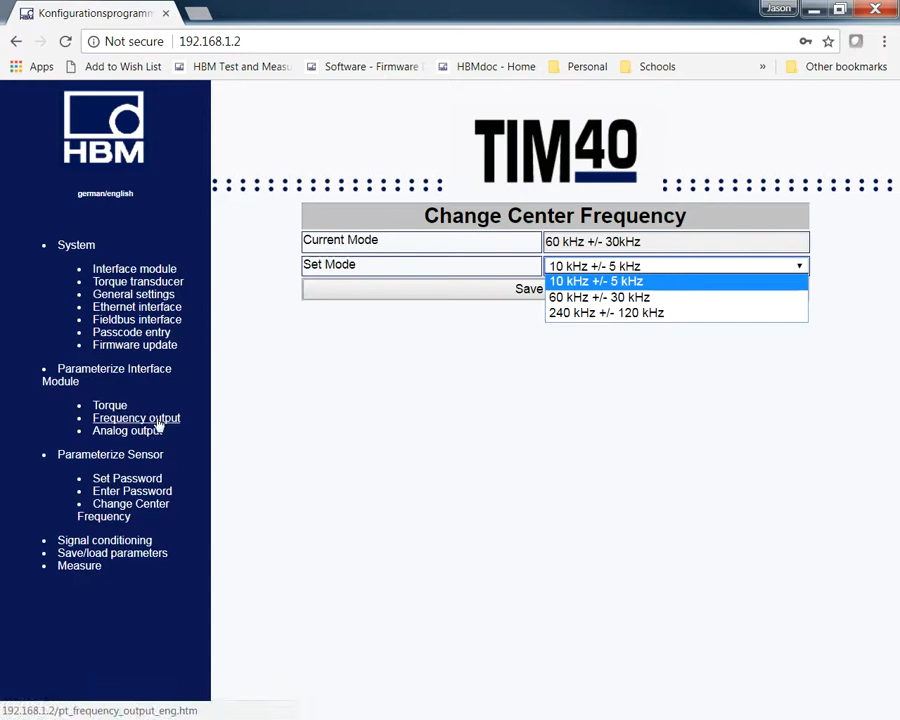 Konfigurationsprogramm
Jason
Not secure
192.168.1.2
Apps
Add to Wish List
HBM Test and Measu
Software - Firmware
HBMdoc - Home
Personal
Schools
»
Other bookmarks
HBM
german/english
TIM40
System
Interface module
Torque transducer
General settings
Ethernet interface
Fieldbus interface
Passcode entry
Firmware update
Parameterize Interface
Module
Torque
Frequency output
Analog output
Parameterize Sensor
Set Password
Enter Password
Change Center
Frequency
Signal conditioning
Save/load parameters
Measure
Change Center Frequency
Current Mode
60 kHz +/- 30kHz
Set Mode
10 kHz +/- 5 kHz
10 kHz +/- 5 kHz
60 kHz +/- 30 kHz
240 kHz +/- 120 kHz
Save
192.168.1.2/pt_frequency_output_eng.htm